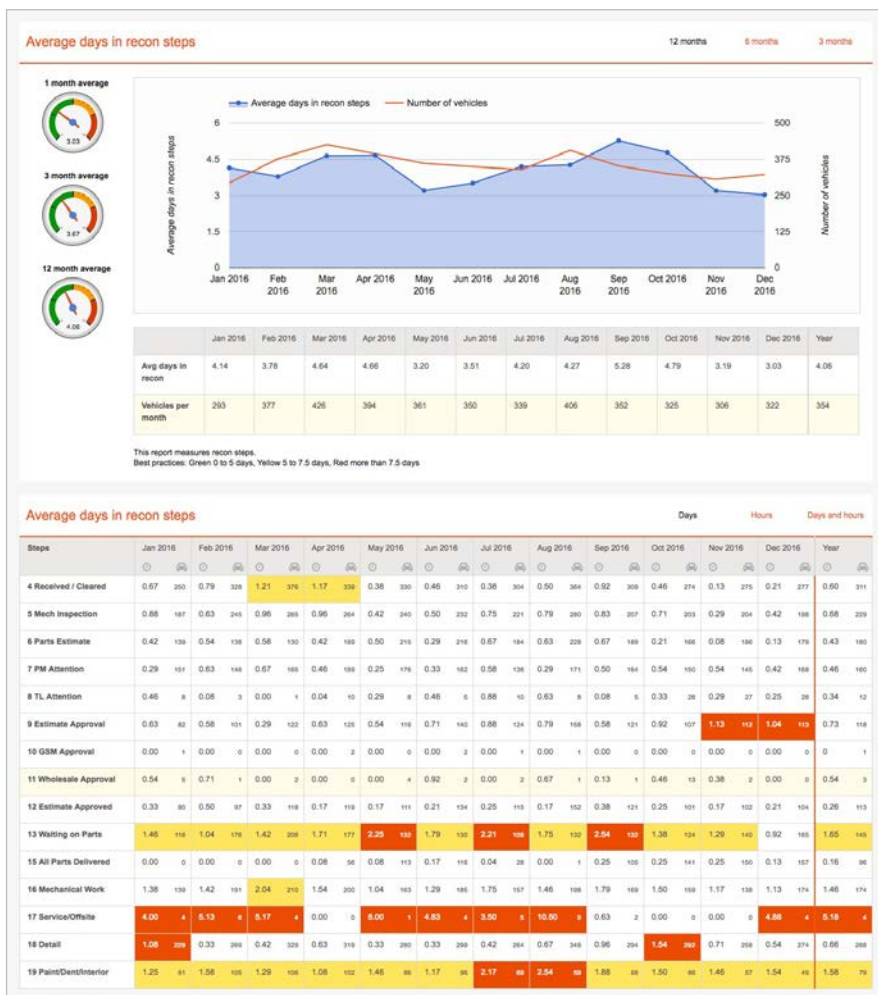 Average days in recon steps 12 months 6 months 3 months
1 month average
3.03
3 month average
3.67
12 month average
4.06
Average days in recon steps Number of vehicles
6 500
4.5 375
3 250
1.5 125
0 0
Average days in recon steps
Number of vehicles
Jan 2016 Feb 2016 Mar 2016 Apr 2016 May 2016 Jun 2016 Jul 2016 Aug 2016 Sep 2016 Oct 2016 Nov 2016 Dec 2016
Jan 2016 Feb 2016 Mar 2016 Apr 2016 May 2016 Jun 2016 Jul 2016 Aug 2016 Sep 2016 Oct 2016 Nov 2016 Dec 2016 Year
Avg days in recon 4.14 3.78 4.64 4.66 3.20 3.51 4.20 4.27 5.28 4.79 3.19 3.03 4.06
Vehicles per month 293 377 426 394 361 350 339 406 352 325 306 322 354
This report measures recon steps.
Best practices: Green 0 to 5 days, Yellow 5 to 7.5 days, Red more than 7.5 days
Average days in recon steps Days Hours Days and hours
Steps Jan 2016 Feb 2016 Mar 2016 Apr 2016 May 2016 Jun 2016 Jul 2016 Aug 2016 Sep 2016 Oct 2016 Nov 2016 Dec 2016 Year
4 Received / Cleared 0.67 250 0.79 328 1.21 376 1.17 339 0.38 330 0.46 310 0.38 304 0.50 364 0.92 309 0.46 274 0.13 275 0.21 277 0.60 311
5 Mech Inspection 0.88 187 0.63 245 0.96 265 0.96 264 0.42 240 0.50 232 0.75 221 0.79 280 0.83 207 0.71 203 0.29 204 0.42 198 0.68 229
6 Parts Estimate 0.42 139 0.54 138 0.58 130 0.42 189 0.50 215 0.29 216 0.67 184 0.63 228 0.67 189 0.21 166 0.08 186 0.13 179 0.43 180
7 PM Attention 0.29 151 0.63 148 0.67 165 0.46 189 0.25 176 0.33 162 0.58 136 0.29 171 0.50 164 0.54 150 0.54 145 0.42 168 0.46 160
8 TL Attention 0.46 8 0.08 3 0.00 1 0.04 10 0.29 8 0.46 6 0.88 10 0.63 8 0.08 5 0.33 28 0.29 27 0.25 28 0.34 12
9 Estimate Approval 0.63 82 0.58 101 0.29 122 0.63 125 0.54 116 0.71 140 0.88 124 0.79 158 0.58 121 0.92 107 1.13 112 1.04 113 0.73 118
10 GSM Approval 0.00 1 0.00 0 0.00 0 0.00 2 0.00 0 0.00 2 0.00 1 0.00 1 0.00 0 0.00 0 0.00 0 0.00 0 0 1
11 Wholesale Approval 0.54 5 0.71 1 0.00 2 0.00 0 0.00 4 0.92 2 0.00 2 0.67 1 0.13 1 0.46 13 0.38 2 0.00 0 0.54 3
12 Estimate Approved 0.33 80 0.50 97 0.33 118 0.17 119 0.17 111 0.21 134 0.25 115 0.17 152 0.38 121 0.25 101 0.17 102 0.21 104 0.26 113
13 Waiting on Parts 1.46 116 1.04 176 1.42 208 1.71 177 2.25 132 1.79 130 2.21 108 1.75 132 2.54 132 1.38 124 1.29 140 0.92 165 1.65 145
15 All Parts Delivered 0.00 0 0.00 0 0.00 0 0.08 56 0.08 113 0.17 116 0.04 28 0.00 1 0.25 105 0.25 141 0.25 150 0.13 157 0.16 96
16 Mechanical Work 1.38 139 1.42 191 2.04 210 1.54 200 1.04 163 1.29 185 1.75 157 1.46 198 1.79 169 1.50 159 1.17 138 1.13 174 1.46 174
17 Service/Offsite 4.00 4 5.13 6 5.17 4 0.00 0 6.00 1 4.83 4 3.50 5 10.50 0.63 2 0.00 0 0.00 0 4.88 4 5.18 4
18 Detail 1.08 229 0.33 0.42 329 0.63 319 0.33 280 0.33 298 0.42 264 0.67 348 0.96 294 1.54 292 0.71 258 0.54 274 0.66 288
19 Paint/Dent/Interior 1.25 81 1.58 105 1.29 106 1.08 102 1.46 1.17 2.17 2.54 1.88 1.50 1.46 57 1.54 1.58 79